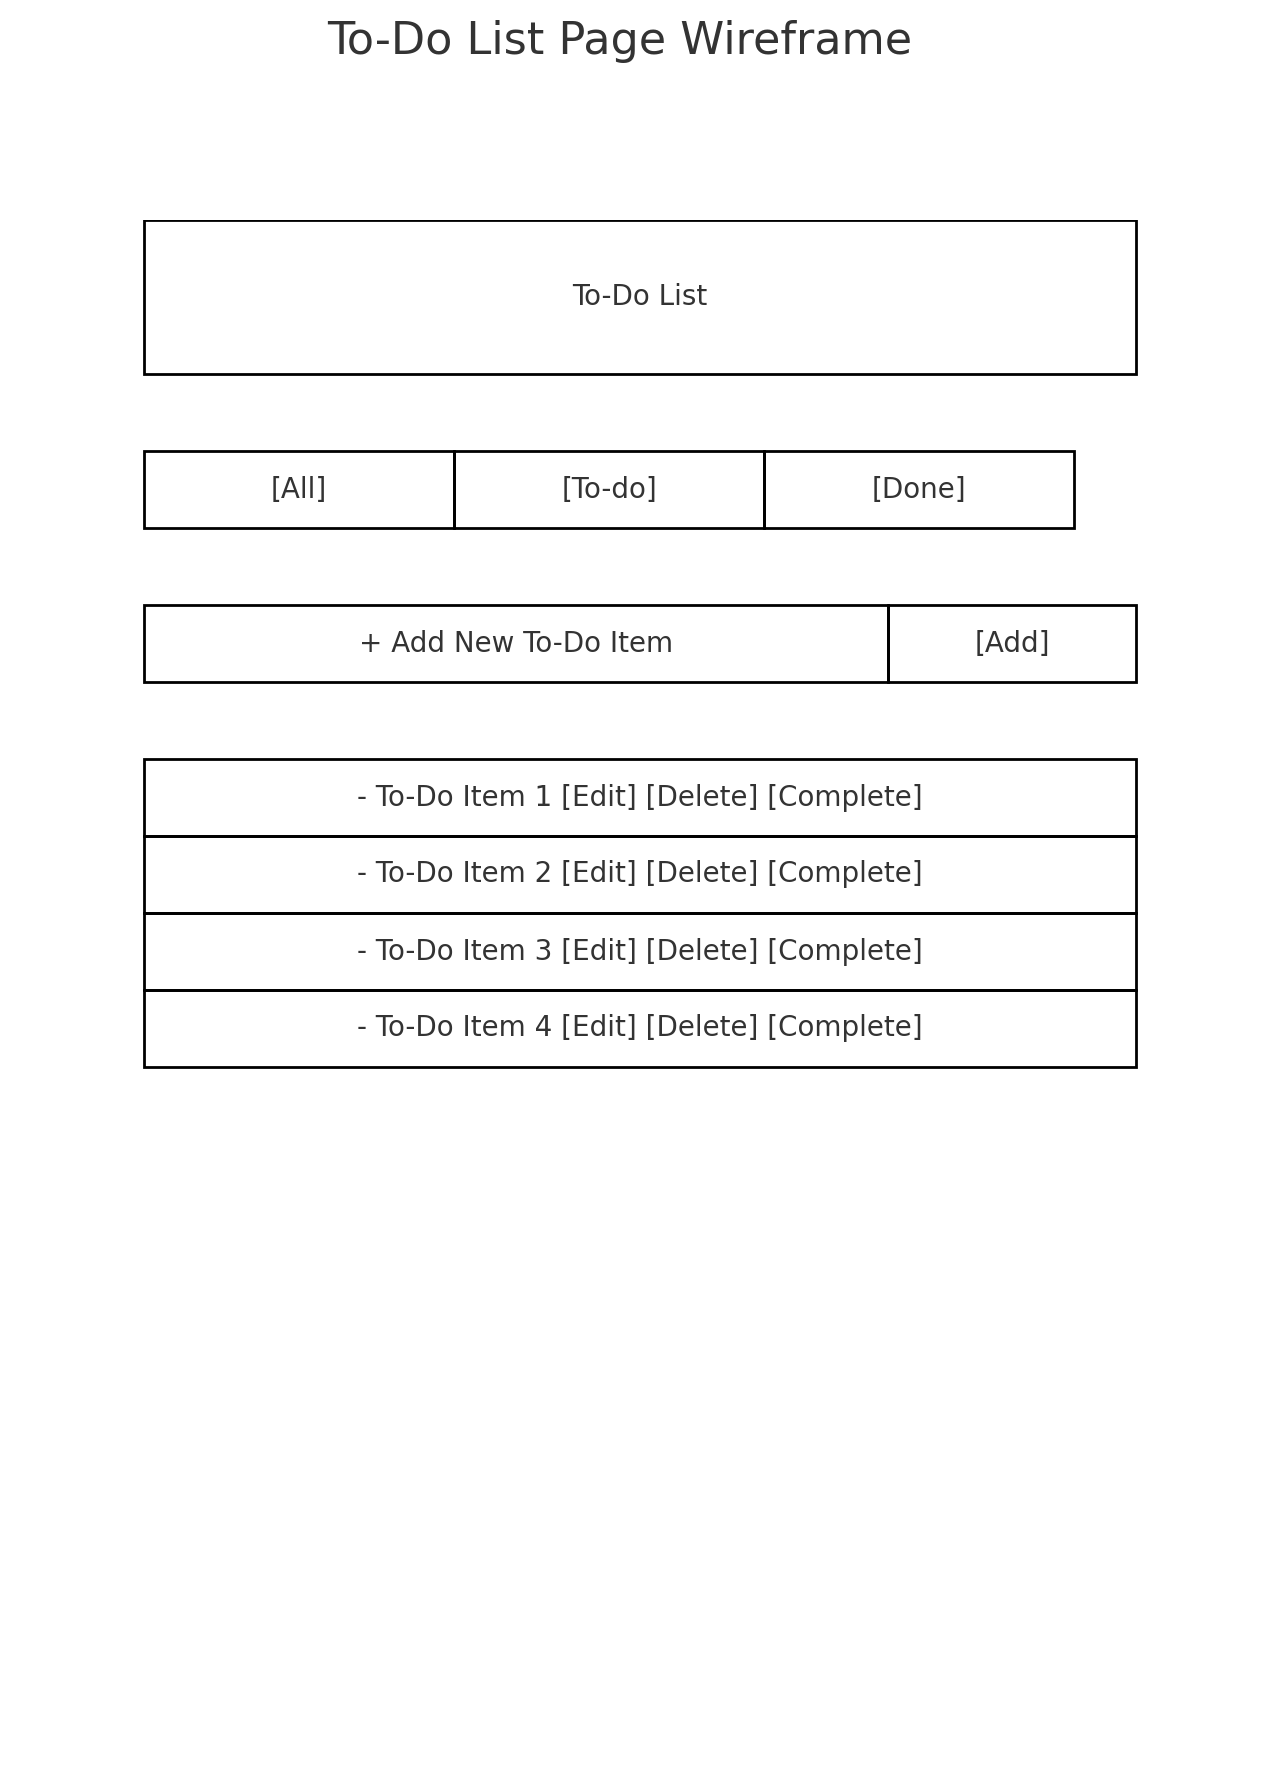 To-Do List Page Wireframe
To-Do List
[All] [To-do] [Done]
+ Add New To-Do Item [Add]
- To-Do Item 1 [Edit] [Delete] [Complete]
- To-Do Item 2 [Edit] [Delete] [Complete]
- To-Do Item 3 [Edit] [Delete] [Complete]
- To-Do Item 4 [Edit] [Delete] [Complete]